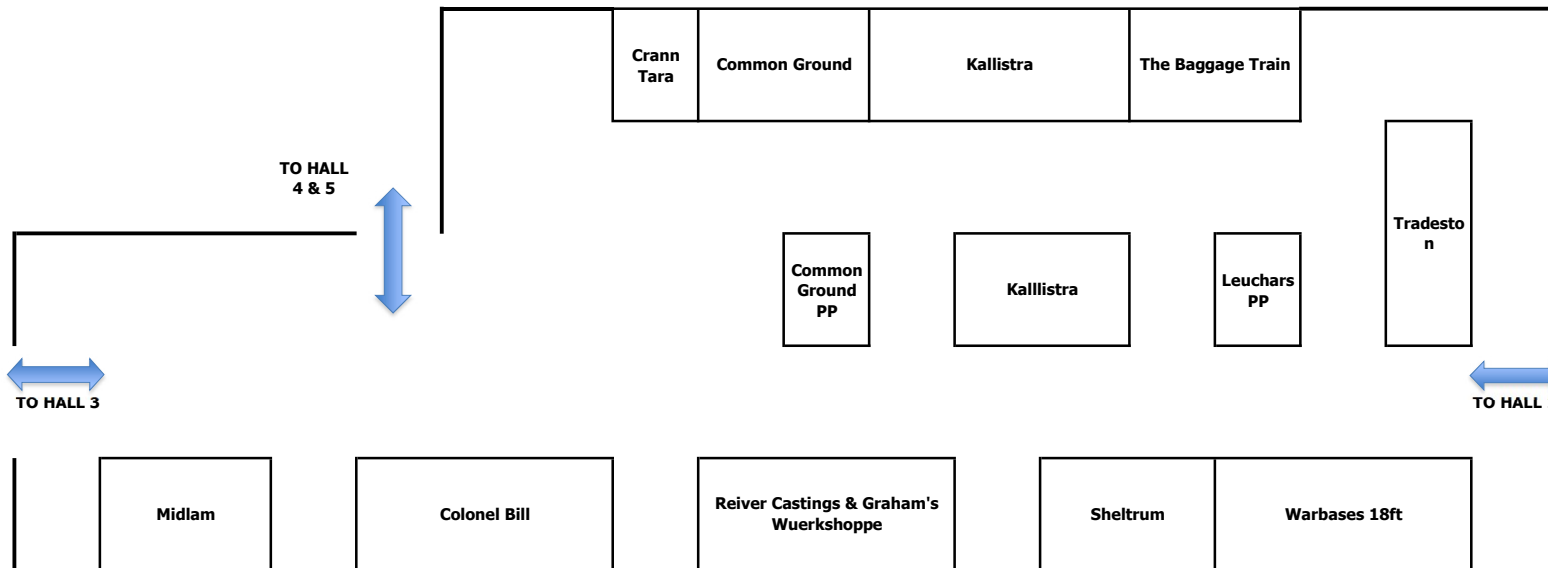 Crann
Tara
Common Ground
Kallistra
The Baggage Train
TO HALL
4 & 5
Tradesto
n
Common
Ground
PP
Kalllistra
Leuchars
PP
TO HALL 3
TO HALL
Midlam
Colonel Bill
Reiver Castings & Graham's
Wuerkshoppe
Sheltrum
Warbases 18ft